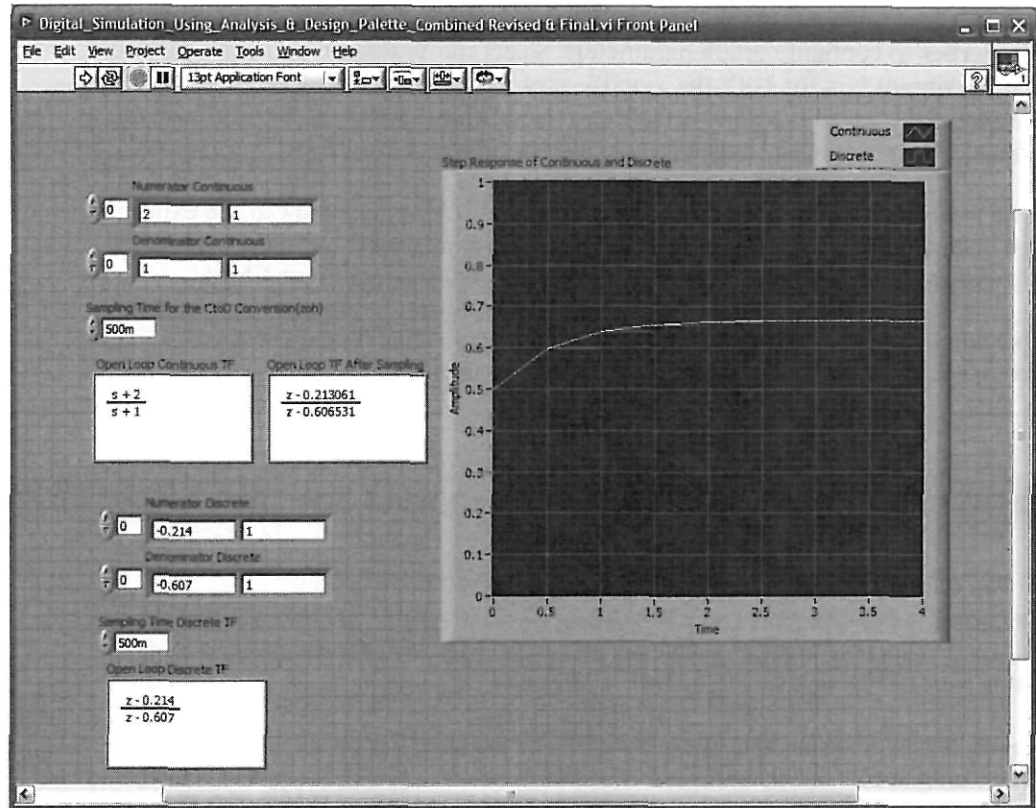 Digital_Simulation_Using_Analysis_&_Design_Palette_Combined Revised & Final.vi Front Panel
File Edit View Project Operate Tools Window Help
13pt Application Font
?
1
Continuous
Discrete
Step Response of Continuous and Discrete
Numerator Continuous
0 2 1
Denominator Continuous
0 1 1
Sampling Time for the CtoD Conversion(zoh)
500m
Open Loop Continuous TF
s + 2
s + 1
Open Loop TF After Sampling
z - 0.213061
z - 0.606531
Numerator Discrete
0 -0.214 1
Denominator Discrete
0 -0.607 1
Sampling Time Discrete TF
500m
Open Loop Discrete TF
z - 0.214
z - 0.607
Amplitude
1
0.9
0.8
0.7
0.6
0.5
0.4
0.3
0.2
0.1
0
0 0.5 1 1.5 2 2.5 3 3.5 4
Time